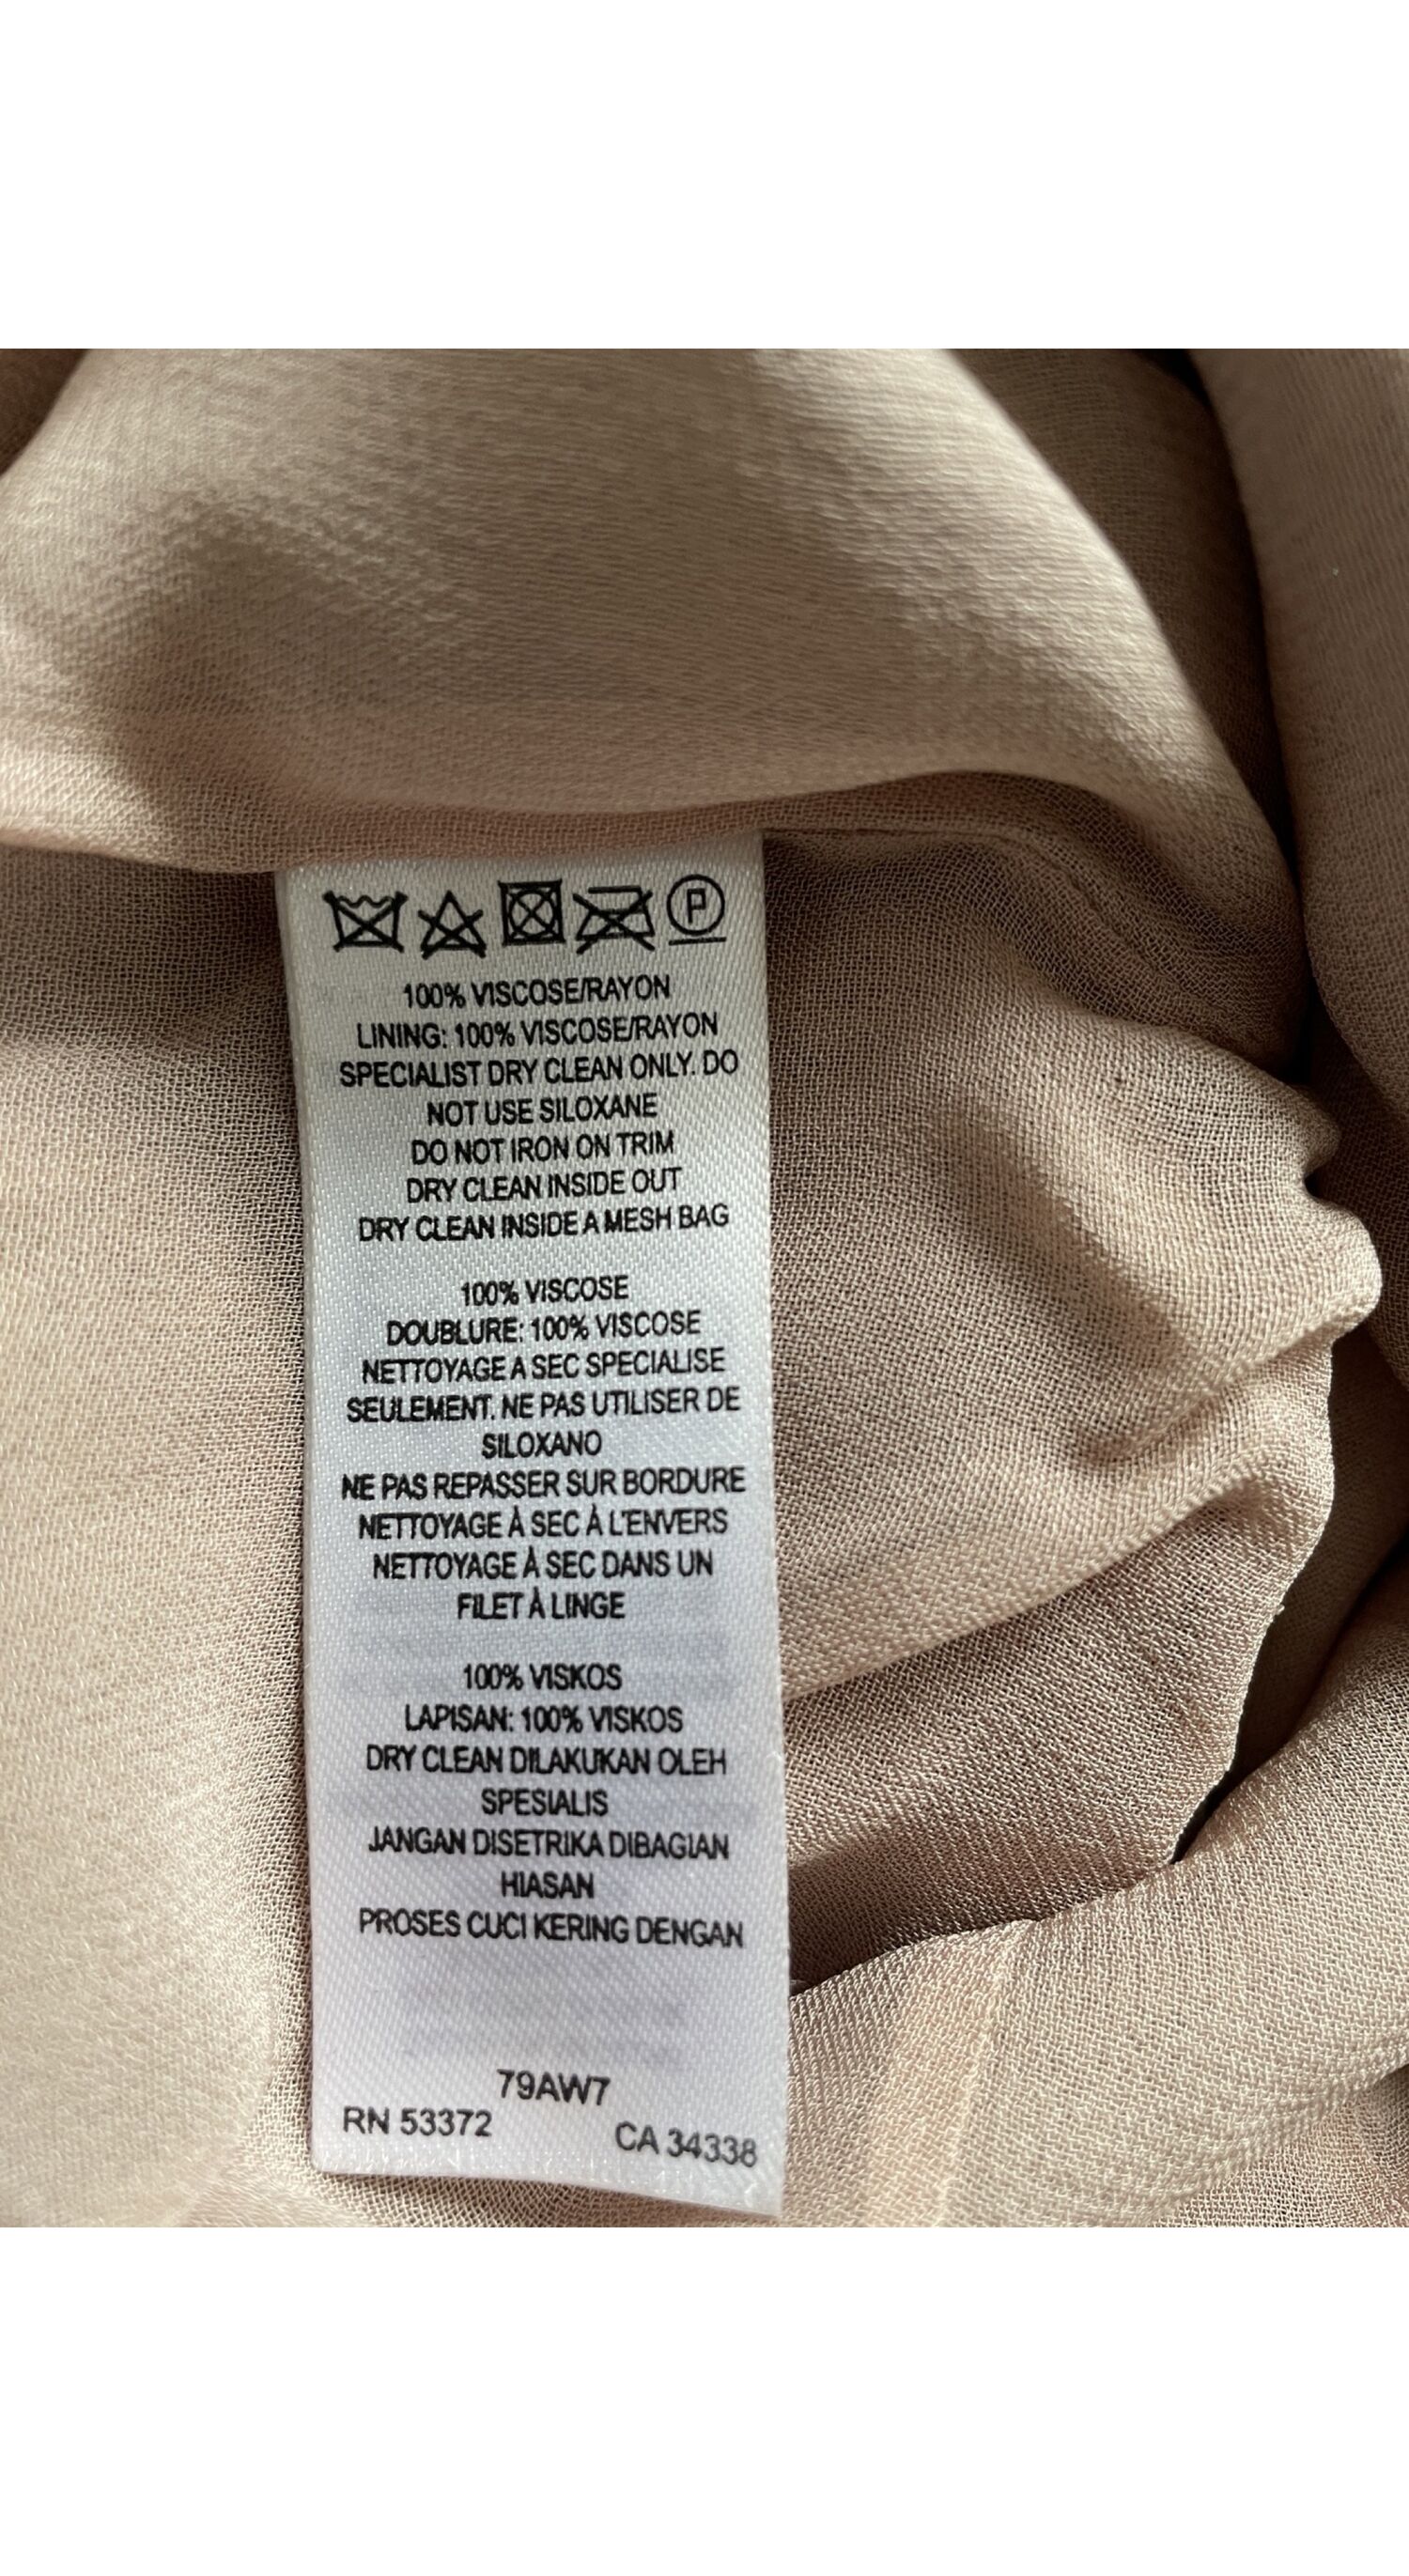 P
100% VISCOSE/RAYON
LINING: 100% VISCOSE/RAYON
SPECIALIST DRY CLEAN ONLY. DO
NOT USE SILOXANE
DO NOT IRON ON TRIM
DRY CLEAN INSIDE OUT
DRY CLEAN INSIDE A MESH BAG
100% VISCOSE
DOUBLURE: 100% VISCOSE
NETTOYAGE A SEC SPECIALISE
SEULEMENT. NE PAS UTILISER DE
SILOXANO
NE PAS REPASSER SUR BORDURE
NETTOYAGE À SEC À L'ENVERS
NETTOYAGE À SEC DANS UN
FILET À LINGE
100% VISKOS
LAPISAN: 100% VISKOS
DRY CLEAN DILAKUKAN OLEH
SPESIALIS
JANGAN DISETRIKA DIBAGIAN
HIASAN
PROSES CUCI KERING DENGAN
79AW7
RN 53372
CA 34338